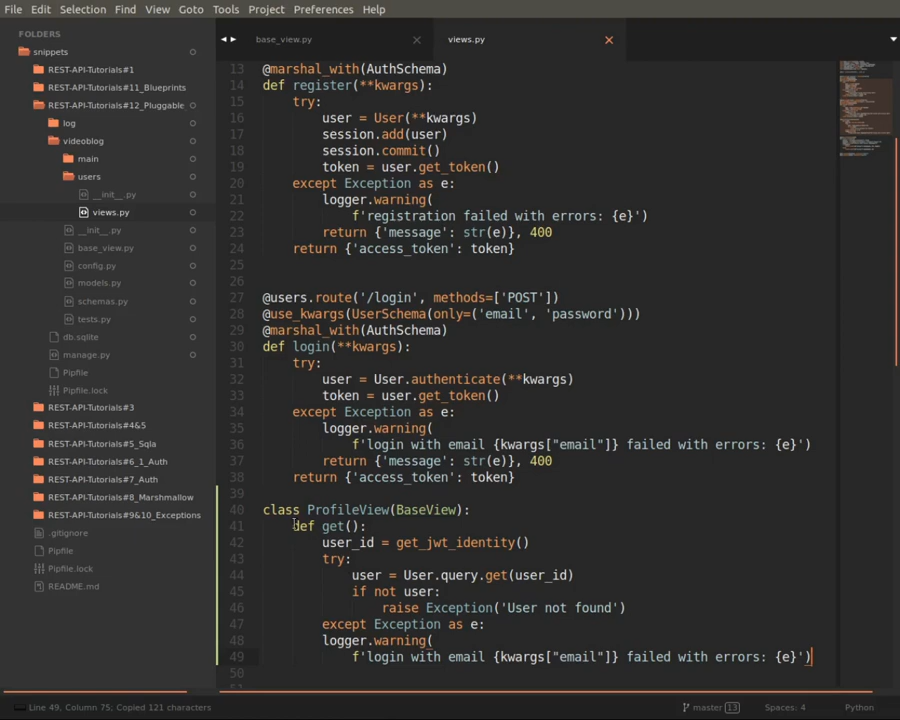 File Edit Selection Find View Goto Tools Project Preferences Help
FOLDERS
snippets
REST-API-Tutorials#1
REST-API-Tutorials#11_Blueprints
REST-API-Tutorials#12_Pluggable
log
videoblog
main
users
__init__.py
views.py
__init__.py
base_view.py
config.py
models.py
schemas.py
tests.py
db.sqlite
manage.py
Pipfile
Pipfile.lock
REST-API-Tutorials#3
REST-API-Tutorials#4&5
REST-API-Tutorials#5_Sqla
REST-API-Tutorials#6_1_Auth
REST-API-Tutorials#7_Auth
REST-API-Tutorials#8_Marshmallow
REST-API-Tutorials#9&10_Exceptions
.gitignore
Pipfile
Pipfile.lock
README.md
base_view.py
views.py
13 @marshal_with(AuthSchema)
14 def register(**kwargs):
15     try:
16         user = User(**kwargs)
17         session.add(user)
18         session.commit()
19         token = user.get_token()
20     except Exception as e:
21         logger.warning(
22             f'registration failed with errors: {e}')
23         return {'message': str(e)}, 400
24     return {'access_token': token}
25
26
27 @users.route('/login', methods=['POST'])
28 @use_kwargs(UserSchema(only=('email', 'password')))
29 @marshal_with(AuthSchema)
30 def login(**kwargs):
31     try:
32         user = User.authenticate(**kwargs)
33         token = user.get_token()
34     except Exception as e:
35         logger.warning(
36             f'login with email {kwargs["email"]} failed with errors: {e}')
37         return {'message': str(e)}, 400
38     return {'access_token': token}
39
40 class ProfileView(BaseView):
41     def get():
42         user_id = get_jwt_identity()
43         try:
44             user = User.query.get(user_id)
45             if not user:
46                 raise Exception('User not found')
47         except Exception as e:
48         logger.warning(
49             f'login with email {kwargs["email"]} failed with errors: {e}')
50
Line 49, Column 75; Copied 121 characters
master 13
Spaces: 4
Python